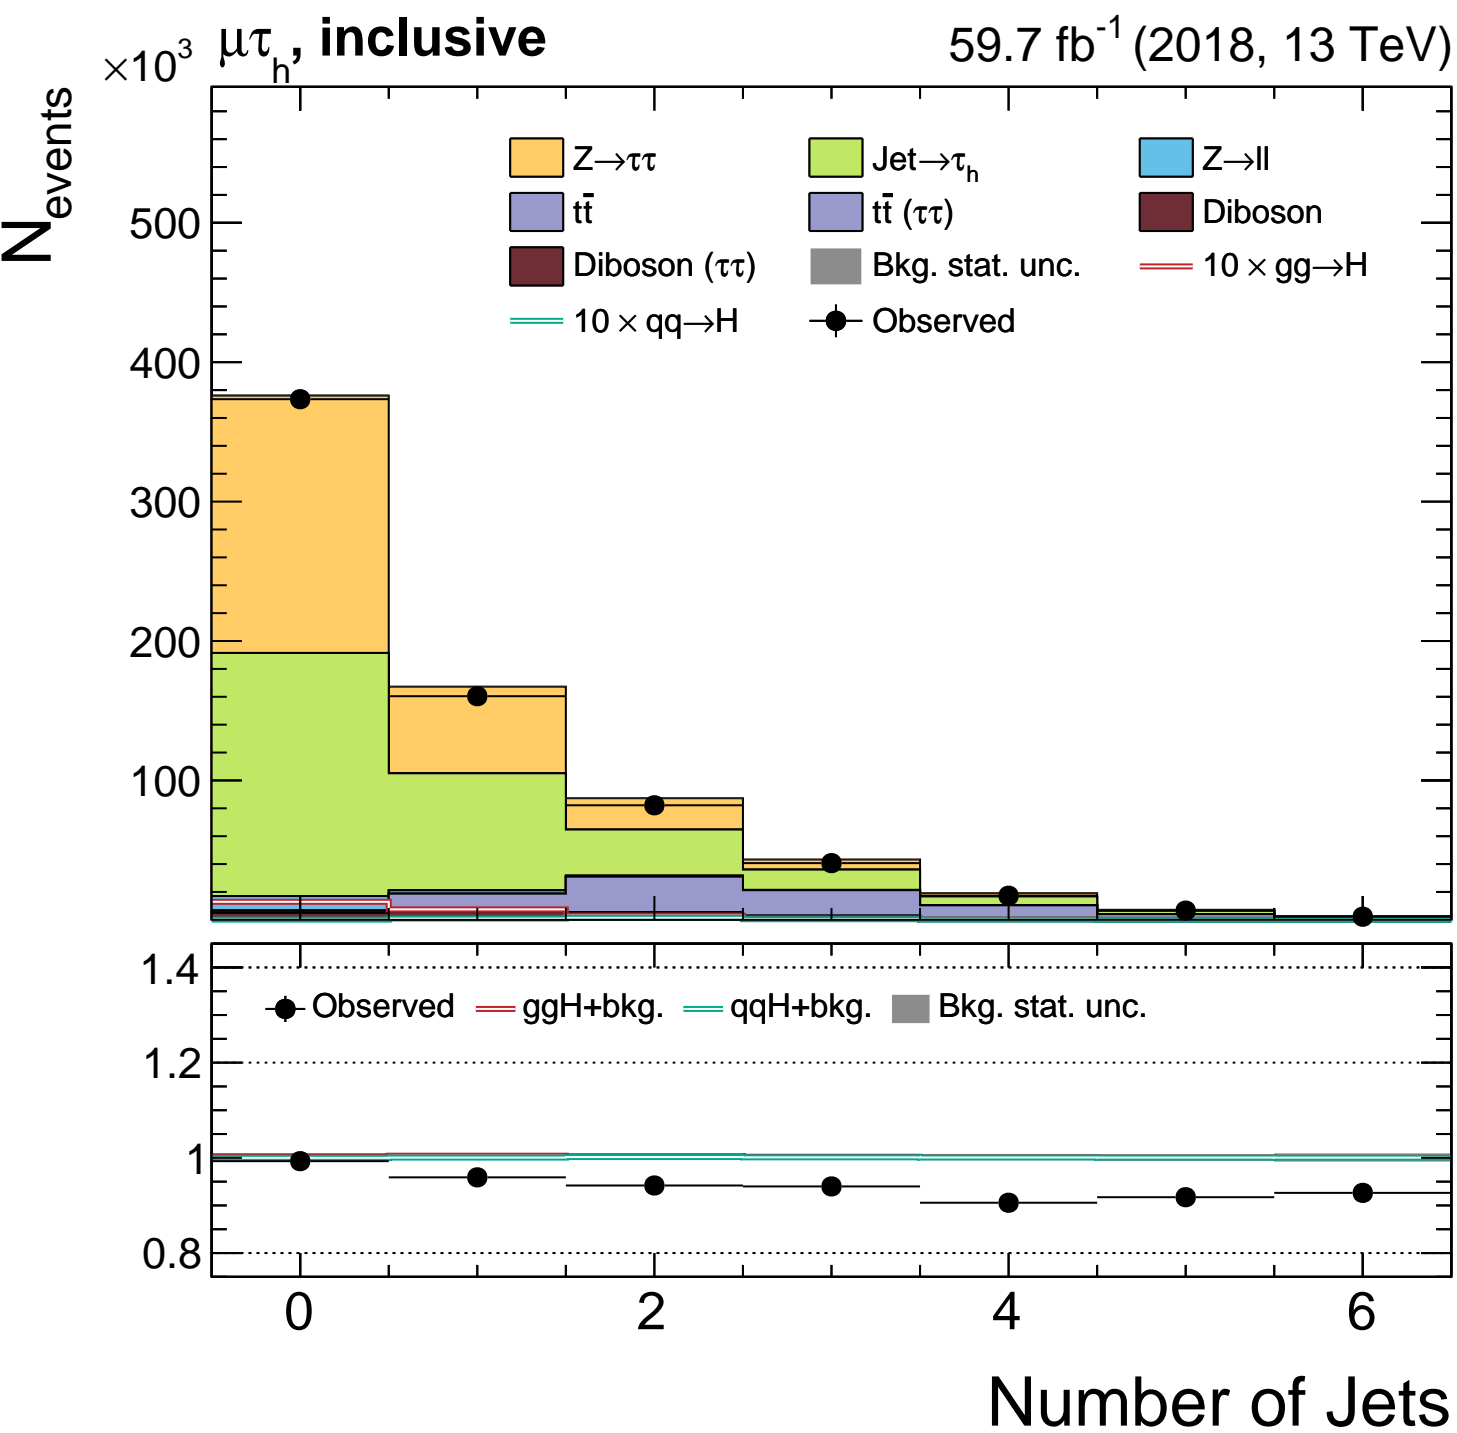 ×10³ μτₕ, inclusive 59.7 fb⁻¹ (2018, 13 TeV)
N_events
Z→ττ Jet→τₕ Z→ll
tt̄ tt̄ (ττ) Diboson
Diboson (ττ) Bkg. stat. unc. 10 × gg→H
10 × qq→H Observed
500
400
300
200
100
1.4
Observed ggH+bkg. qqH+bkg. Bkg. stat. unc.
1.2
1
0.8
0 2 4 6
Number of Jets